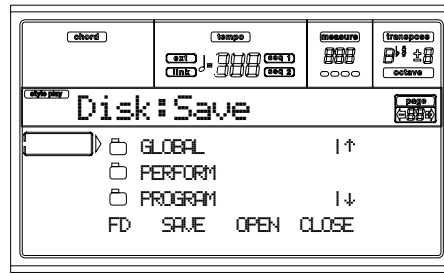 chord tempo measure transpose
ext seq 1
link seq 2
octave
style play page
Disk:Save
GLOBAL
PERFORM
PROGRAM
FD SAVE OPEN CLOSE